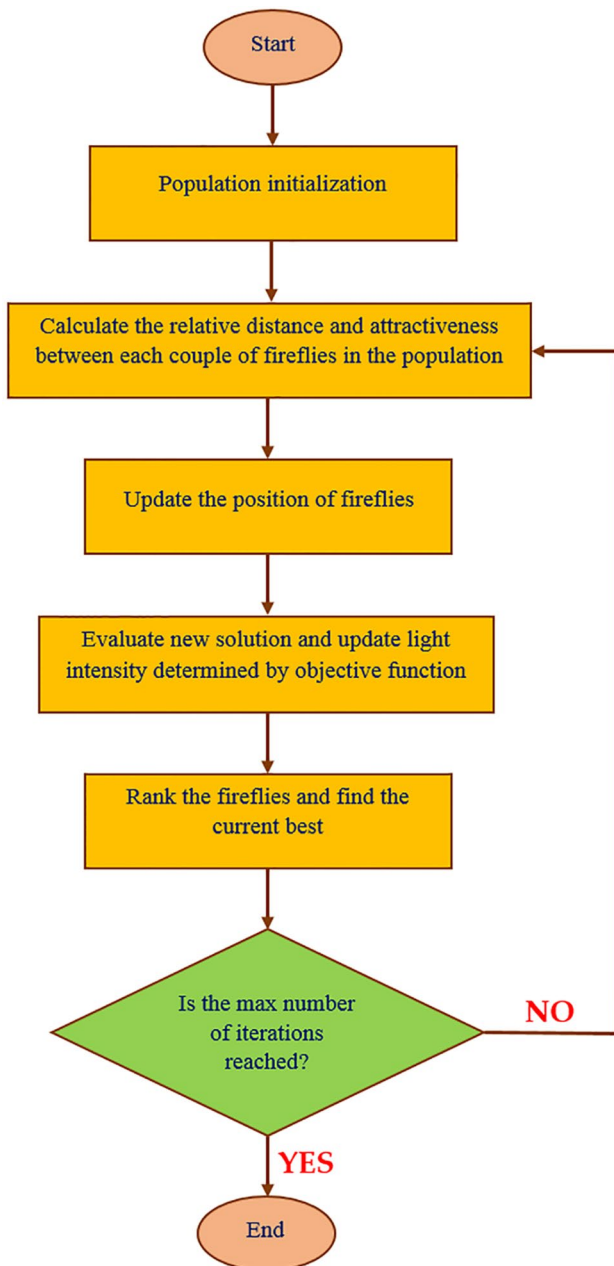 Start
Population initialization
Calculate the relative distance and attractiveness
between each couple of fireflies in the population
Update the position of fireflies
Evaluate new solution and update light
intensity determined by objective function
Rank the fireflies and find the
current best
Is the max number
of iterations
reached?
NO
YES
End